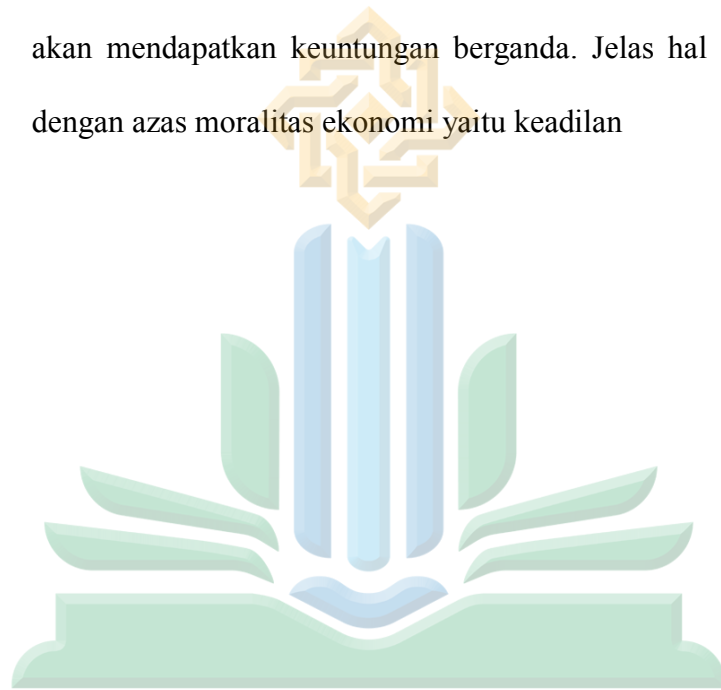 akan mendapatkan keuntungan berganda. Jelas hal
dengan azas moralitas ekonomi yaitu keadilan